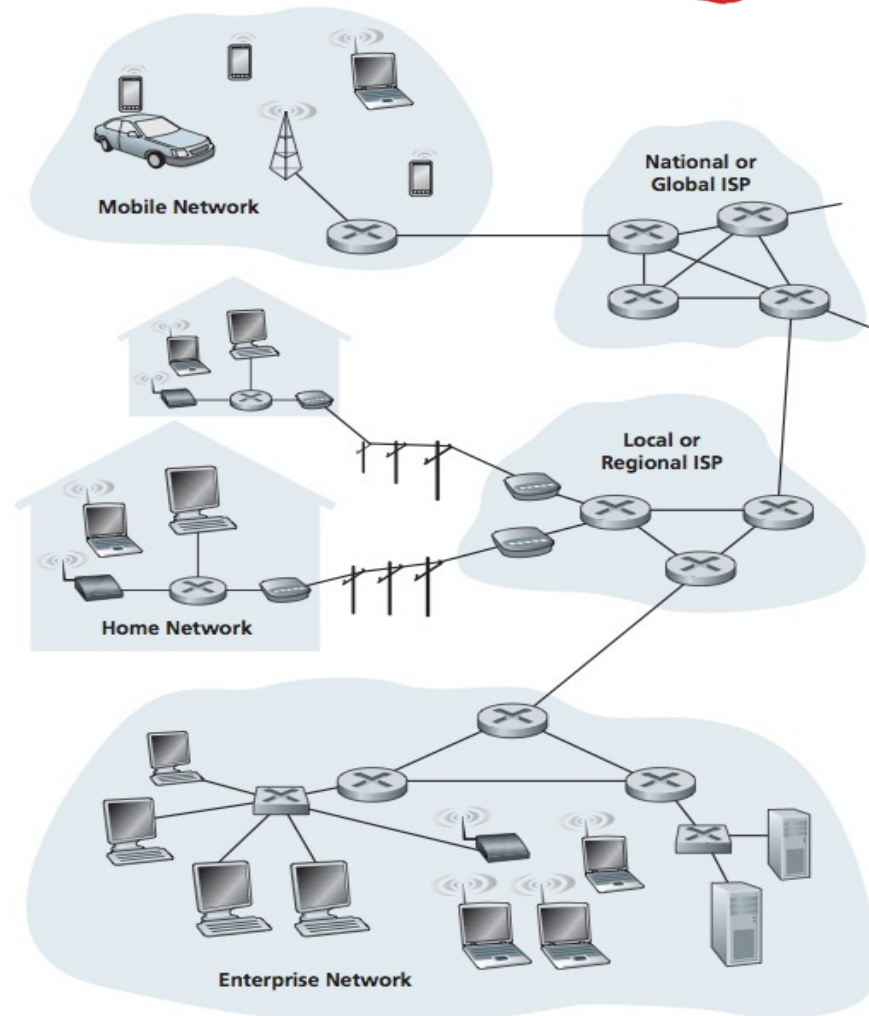 Mobile Network
National or
Global ISP
Local or
Regional ISP
Home Network
Enterprise Network